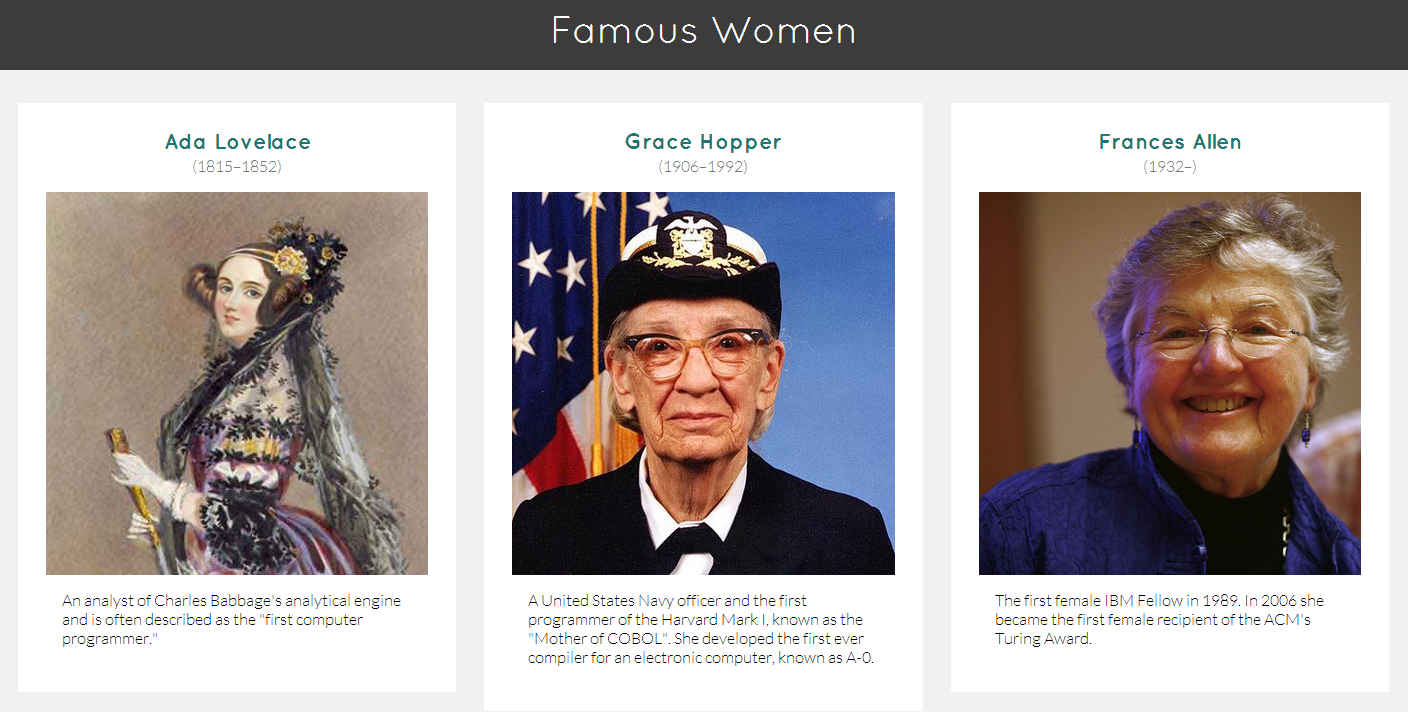 Famous Women
Ada Lovelace
(1815–1852)
An analyst of Charles Babbage's analytical engine
and is often described as the "first computer
programmer."
Grace Hopper
(1906–1992)
A United States Navy officer and the first
programmer of the Harvard Mark I, known as the
"Mother of COBOL". She developed the first ever
compiler for an electronic computer, known as A-0.
Frances Allen
(1932–)
The first female IBM Fellow in 1989. In 2006 she
became the first female recipient of the ACM's
Turing Award.